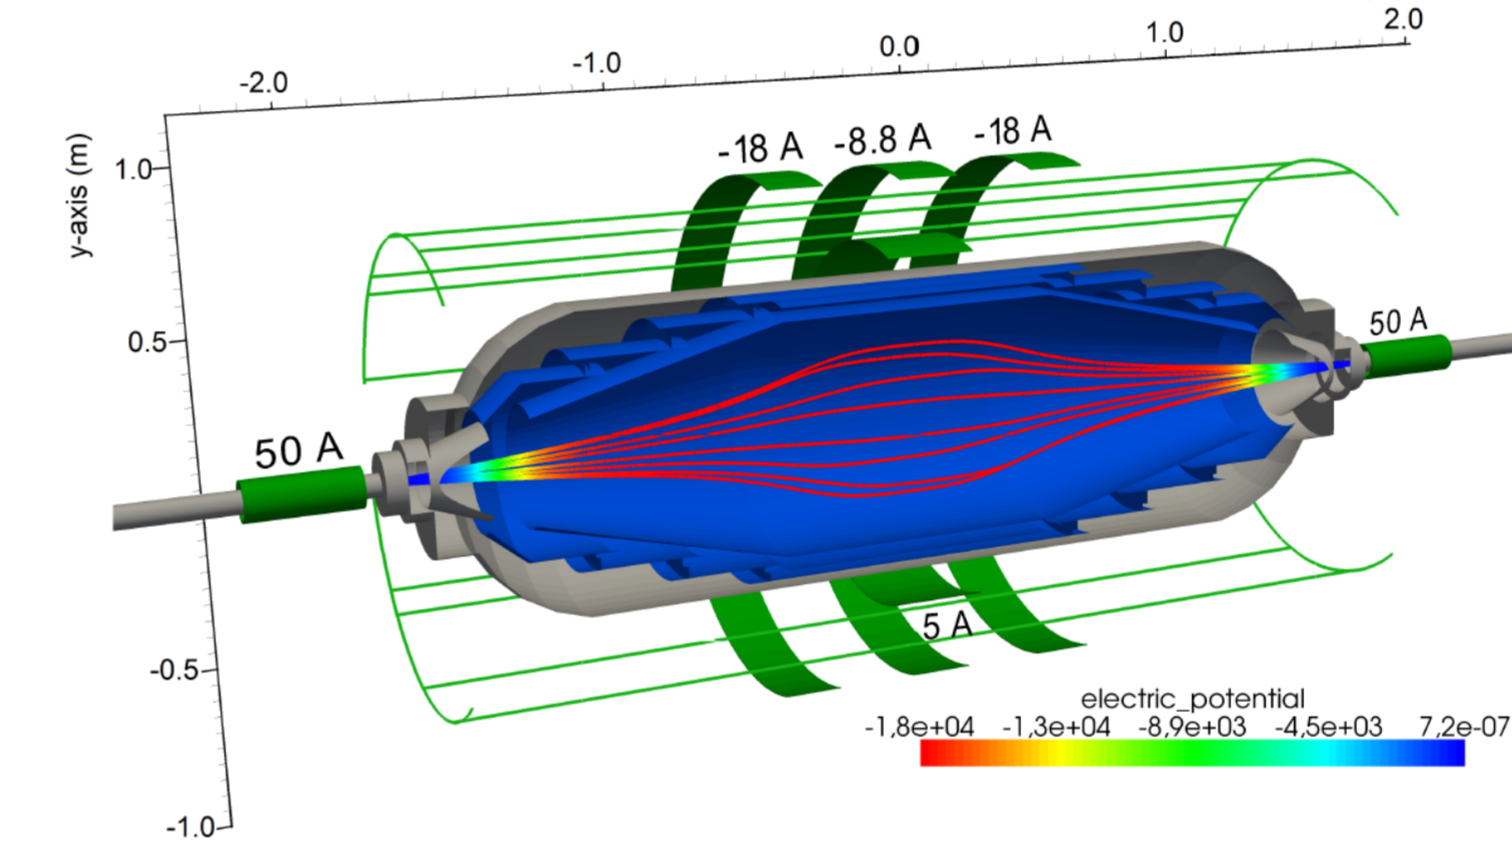 -2.0 -1.0 0.0 1.0 2.0
y-axis (m)
1.0
0.5
-0.5
-1.0
-18 A -8.8 A -18 A
50 A
50 A
5 A
electric_potential
-1,8e+04 -1,3e+04 -8,9e+03 -4,5e+03 7,2e-07